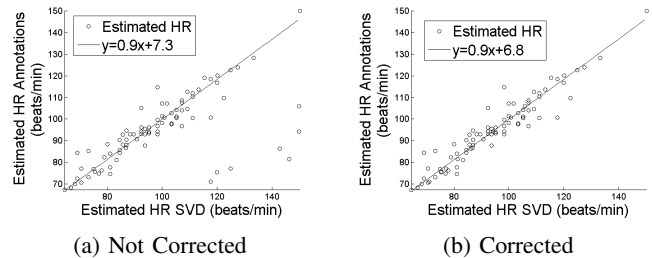 Estimated HR Annotations
(beats/min)
150
140
130
120
110
100
90
80
70
Estimated HR
y=0.9x+7.3
80 100 120 140
Estimated HR SVD (beats/min)
(a) Not Corrected
Estimated HR Annotations
(beats/min)
150
140
130
120
110
100
90
80
70
Estimated HR
y=0.9x+6.8
80 100 120 140
Estimated HR SVD (beats/min)
(b) Corrected